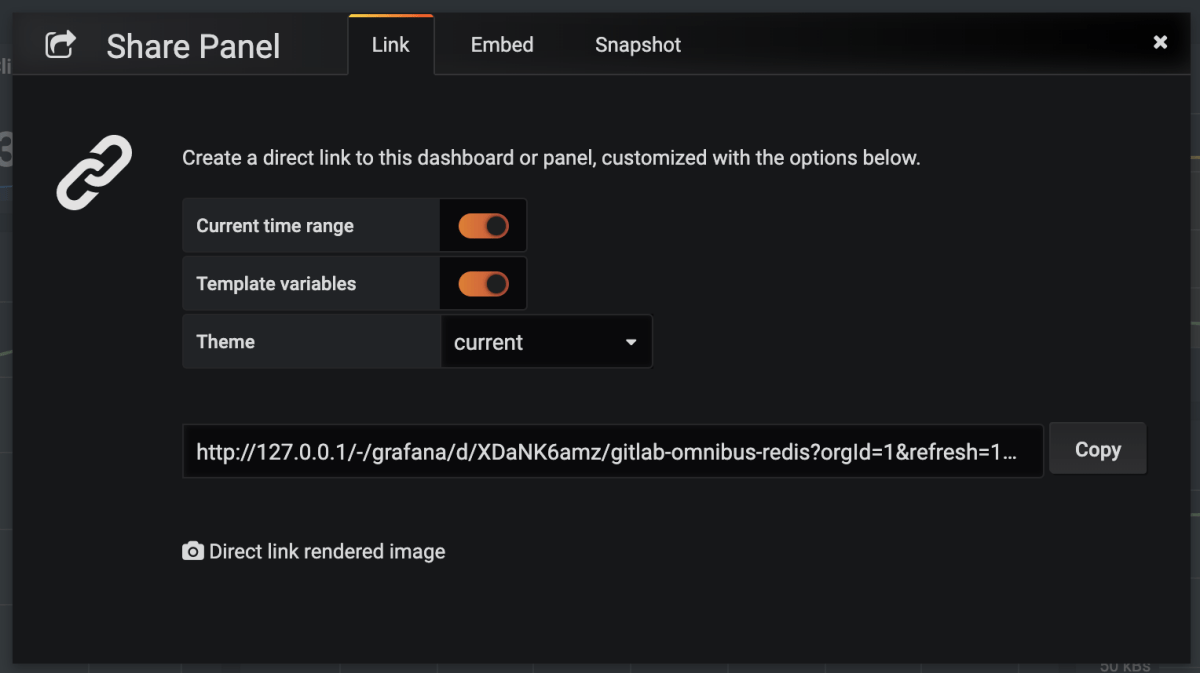 Share Panel
Link
Embed
Snapshot
Create a direct link to this dashboard or panel, customized with the options below.
Current time range
Template variables
Theme
current
http://127.0.0.1/-/grafana/d/XDaNK6amz/gitlab-omnibus-redis?orgId=1&refresh=1...
Copy
Direct link rendered image
50 kBs